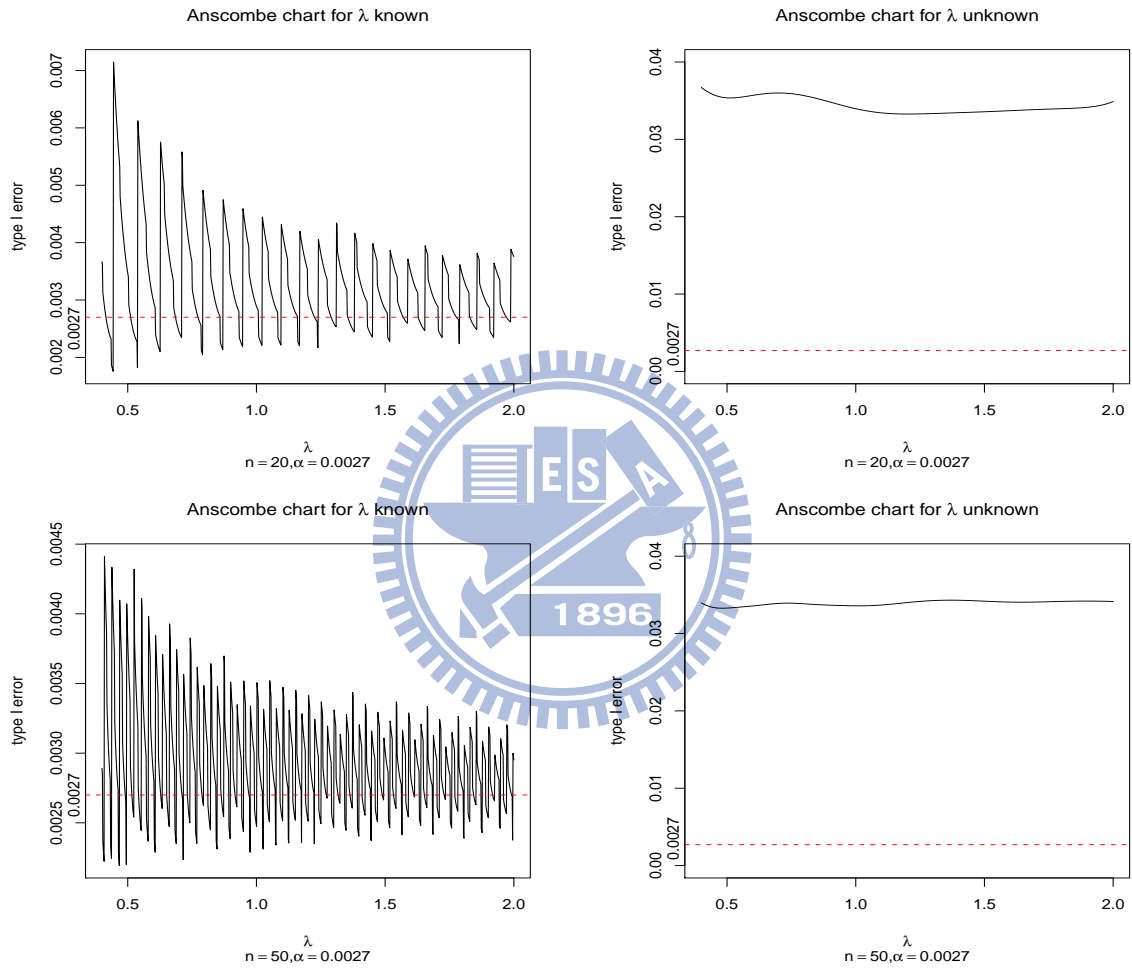 Anscombe chart for λ known
type I error
0.002
0.0027
0.003
0.004
0.005
0.006
0.007
0.5
1.0
1.5
2.0
λ
n = 20,α = 0.0027
Anscombe chart for λ unknown
type I error
0.00
0.0027
0.01
0.02
0.03
0.04
0.5
1.0
1.5
2.0
λ
n = 20,α = 0.0027
Anscombe chart for λ known
type I error
0.0025
0.0027
0.0030
0.0035
0.0040
0.0045
0.5
1.0
1.5
2.0
λ
n = 50,α = 0.0027
Anscombe chart for λ unknown
type I error
0.00
0.0027
0.01
0.02
0.03
0.04
0.5
1.0
1.5
2.0
λ
n = 50,α = 0.0027
E S A
1896